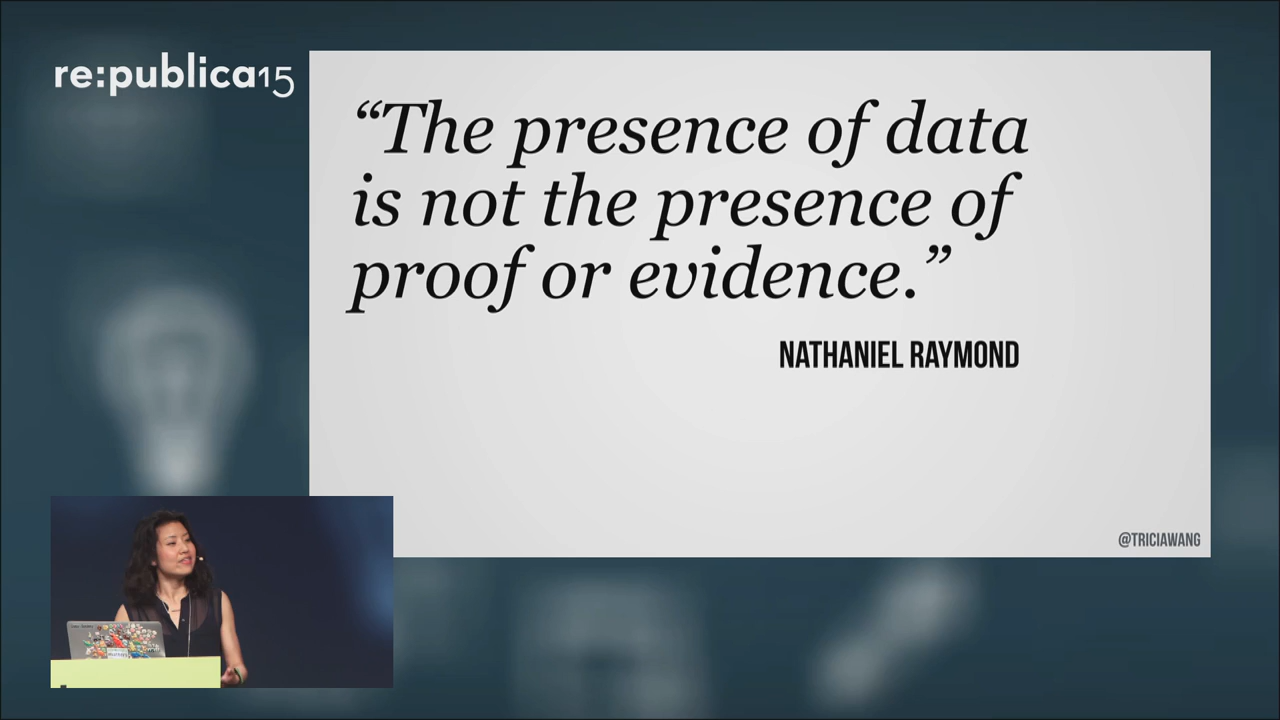 re:publica15
“The presence of data
is not the presence of
proof or evidence.”
NATHANIEL RAYMOND
@TRICIAWANG